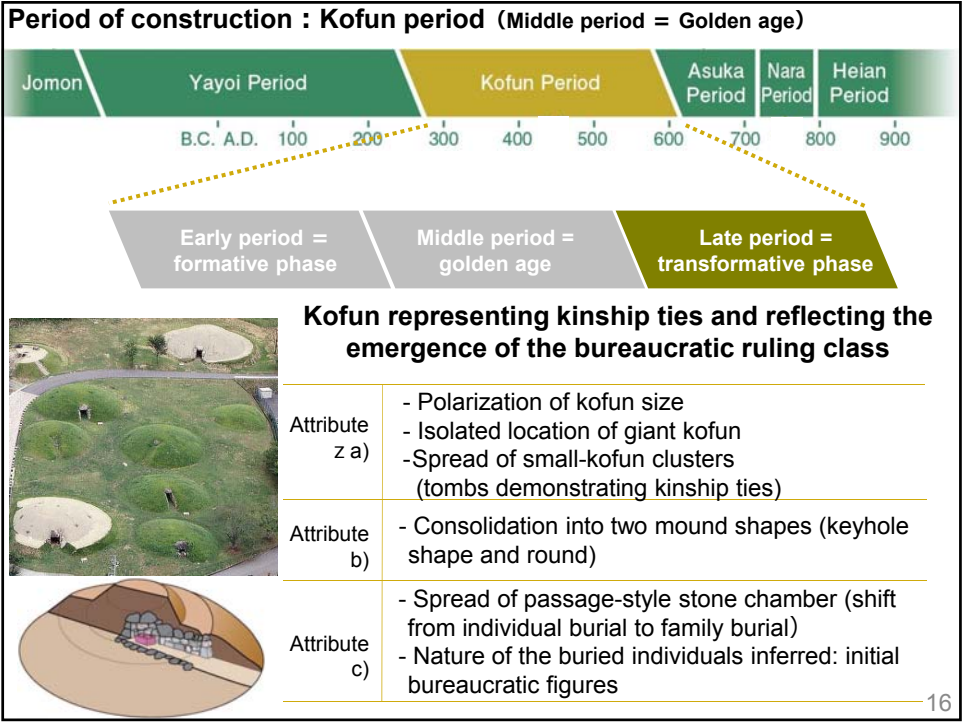 Period of construction：Kofun period（Middle period = Golden age）
Jomon
Yayoi Period
Kofun Period
Asuka Period
Nara Period
Heian Period
B.C. A.D. 100 200 300 400 500 600 700 800 900
Early period =
formative phase
Middle period =
golden age
Late period =
transformative phase
Kofun representing kinship ties and reflecting the
emergence of the bureaucratic ruling class
Attribute
z a)
- Polarization of kofun size
- Isolated location of giant kofun
-Spread of small-kofun clusters
(tombs demonstrating kinship ties)
Attribute
b)
- Consolidation into two mound shapes (keyhole
shape and round)
Attribute
c)
- Spread of passage-style stone chamber (shift
from individual burial to family burial）
- Nature of the buried individuals inferred: initial
bureaucratic figures
16